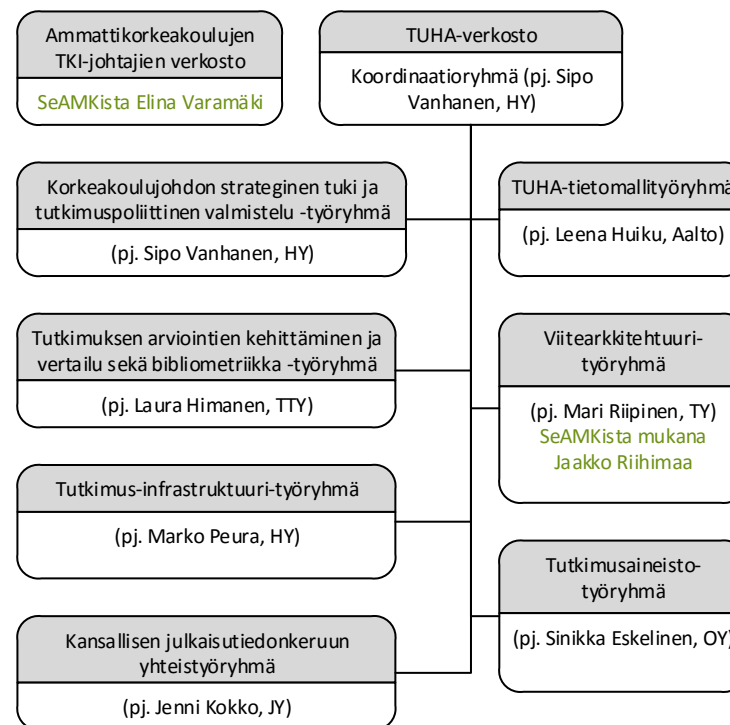 Ammattikorkeakoulujen
TKI-johtajien verkosto
SeAMKista Elina Varamäki
TUHA-verkosto
Koordinaatioryhmä (pj. Sipo
Vanhanen, HY)
Korkeakoulujohdon strateginen tuki ja
tutkimuspoliittinen valmistelu -työryhmä
(pj. Sipo Vanhanen, HY)
TUHA-tietomallityöryhmä
(pj. Leena Huiku, Aalto)
Tutkimuksen arviointien kehittäminen ja
vertailu sekä bibliometriikka -työryhmä
(pj. Laura Himanen, TTY)
Viitearkkitehtuuri-
työryhmä
(pj. Mari Riipinen, TY)
SeAMKista mukana
Jaakko Riihimaa
Tutkimus-infrastruktuuri-työryhmä
(pj. Marko Peura, HY)
Tutkimusaineisto-
työryhmä
(pj. Sinikka Eskelinen, OY)
Kansallisen julkaisutiedonkeruun
yhteistyöryhmä
(pj. Jenni Kokko, JY)